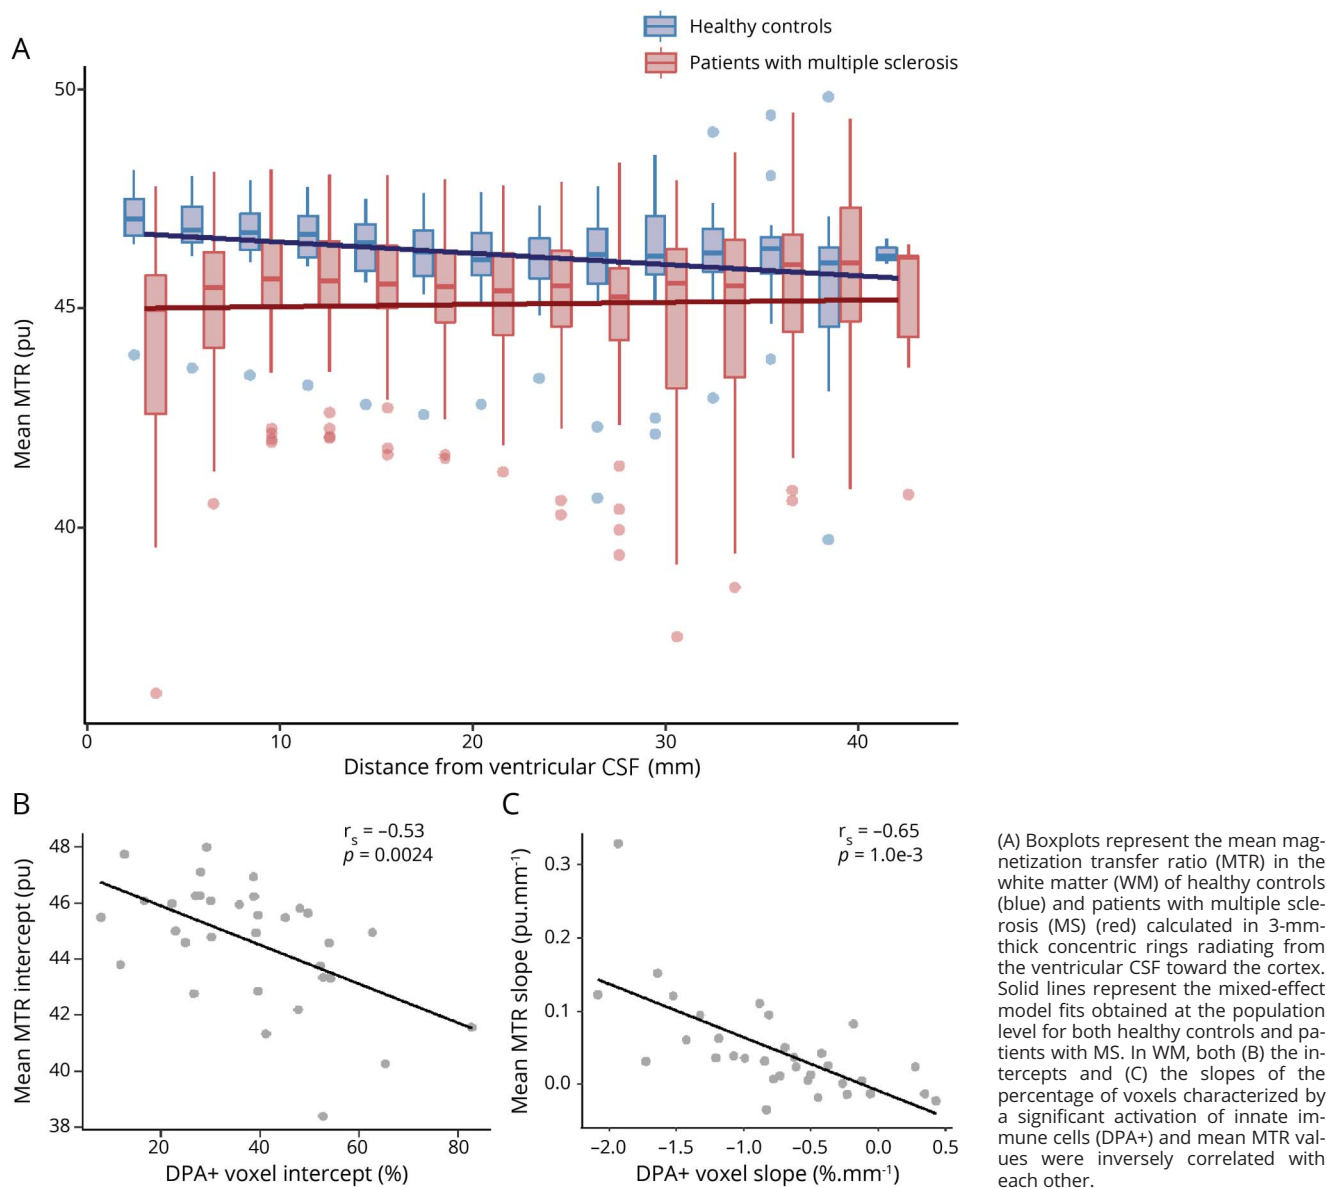 Healthy controls
Patients with multiple sclerosis
A
50
45
40
Mean MTR (pu)
0 10 20 30 40
Distance from ventricular CSF (mm)
B
r_s = –0.53
p = 0.0024
48
46
44
42
40
38
Mean MTR intercept (pu)
20 40 60 80
DPA+ voxel intercept (%)
C
r_s = –0.65
p = 1.0e-3
0.3
0.2
0.1
0.0
Mean MTR slope (pu.mm⁻¹)
–2.0 –1.5 –1.0 –0.5 0.0 0.5
DPA+ voxel slope (%.mm⁻¹)
(A) Boxplots represent the mean mag-
netization transfer ratio (MTR) in the
white matter (WM) of healthy controls
(blue) and patients with multiple scle-
rosis (MS) (red) calculated in 3-mm-
thick concentric rings radiating from
the ventricular CSF toward the cortex.
Solid lines represent the mixed-effect
model fits obtained at the population
level for both healthy controls and pa-
tients with MS. In WM, both (B) the in-
tercepts and (C) the slopes of the
percentage of voxels characterized by
a significant activation of innate im-
mune cells (DPA+) and mean MTR val-
ues were inversely correlated with
each other.